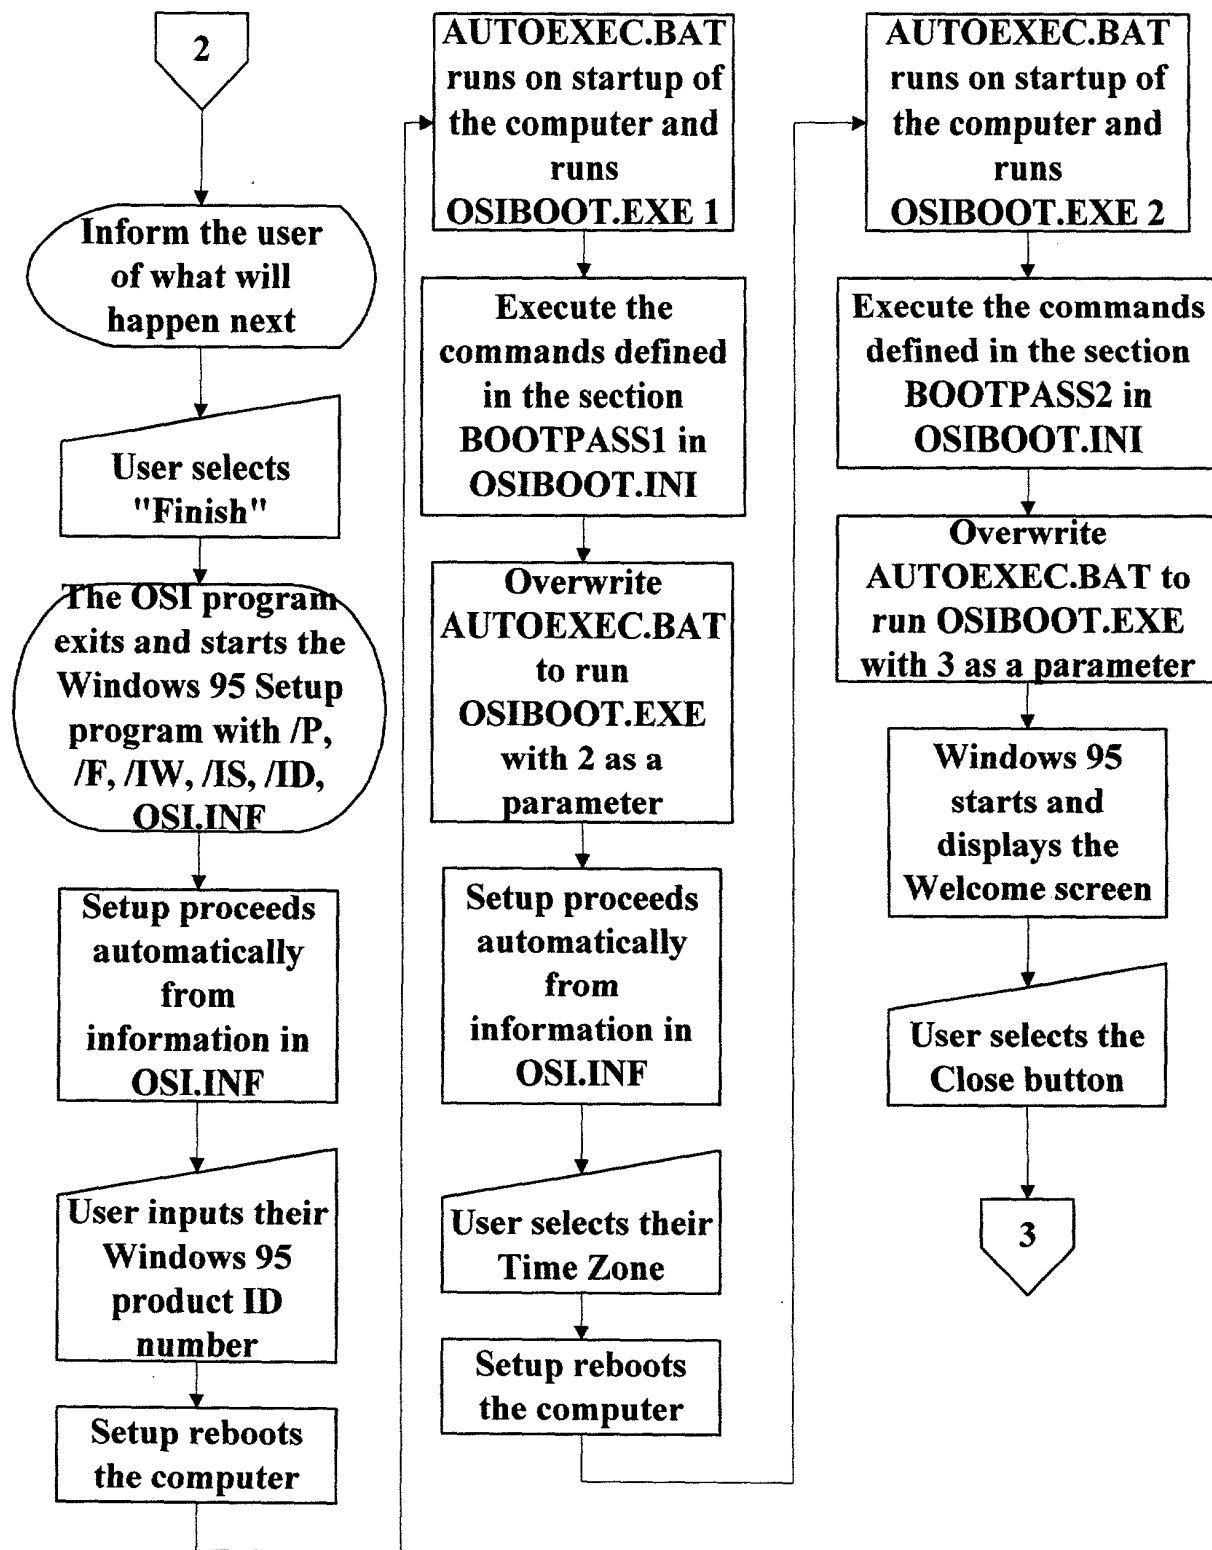 2
Inform the user
of what will
happen next
User selects
"Finish"
The OSI program
exits and starts the
Windows 95 Setup
program with /P,
/F, /IW, /IS, /ID,
OSI.INF
Setup proceeds
automatically
from
information in
OSI.INF
User inputs their
Windows 95
product ID
number
Setup reboots
the computer
AUTOEXEC.BAT
runs on startup of
the computer and
runs
OSIBOOT.EXE 1
Execute the
commands defined
in the section
BOOTPASS1 in
OSIBOOT.INI
Overwrite
AUTOEXEC.BAT
to run
OSIBOOT.EXE
with 2 as a
parameter
Setup proceeds
automatically
from
information in
OSI.INF
User selects their
Time Zone
Setup reboots
the computer
AUTOEXEC.BAT
runs on startup of
the computer and
runs
OSIBOOT.EXE 2
Execute the commands
defined in the section
BOOTPASS2 in
OSIBOOT.INI
Overwrite
AUTOEXEC.BAT to
run OSIBOOT.EXE
with 3 as a parameter
Windows 95
starts and
displays the
Welcome screen
User selects the
Close button
3